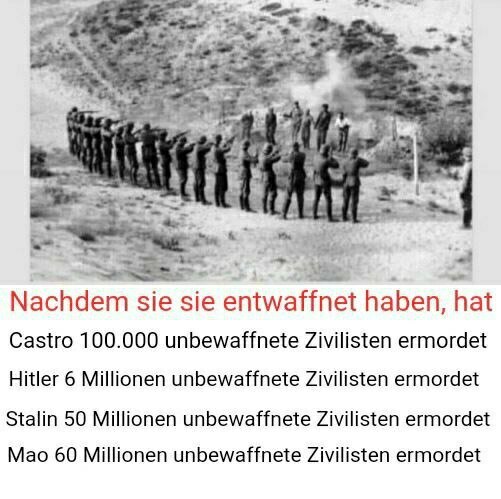 Nachdem sie sie entwaffnet haben, hat
Castro 100.000 unbewaffnete Zivilisten ermordet
Hitler 6 Millionen unbewaffnete Zivilisten ermordet
Stalin 50 Millionen unbewaffnete Zivilisten ermordet
Mao 60 Millionen unbewaffnete Zivilisten ermordet